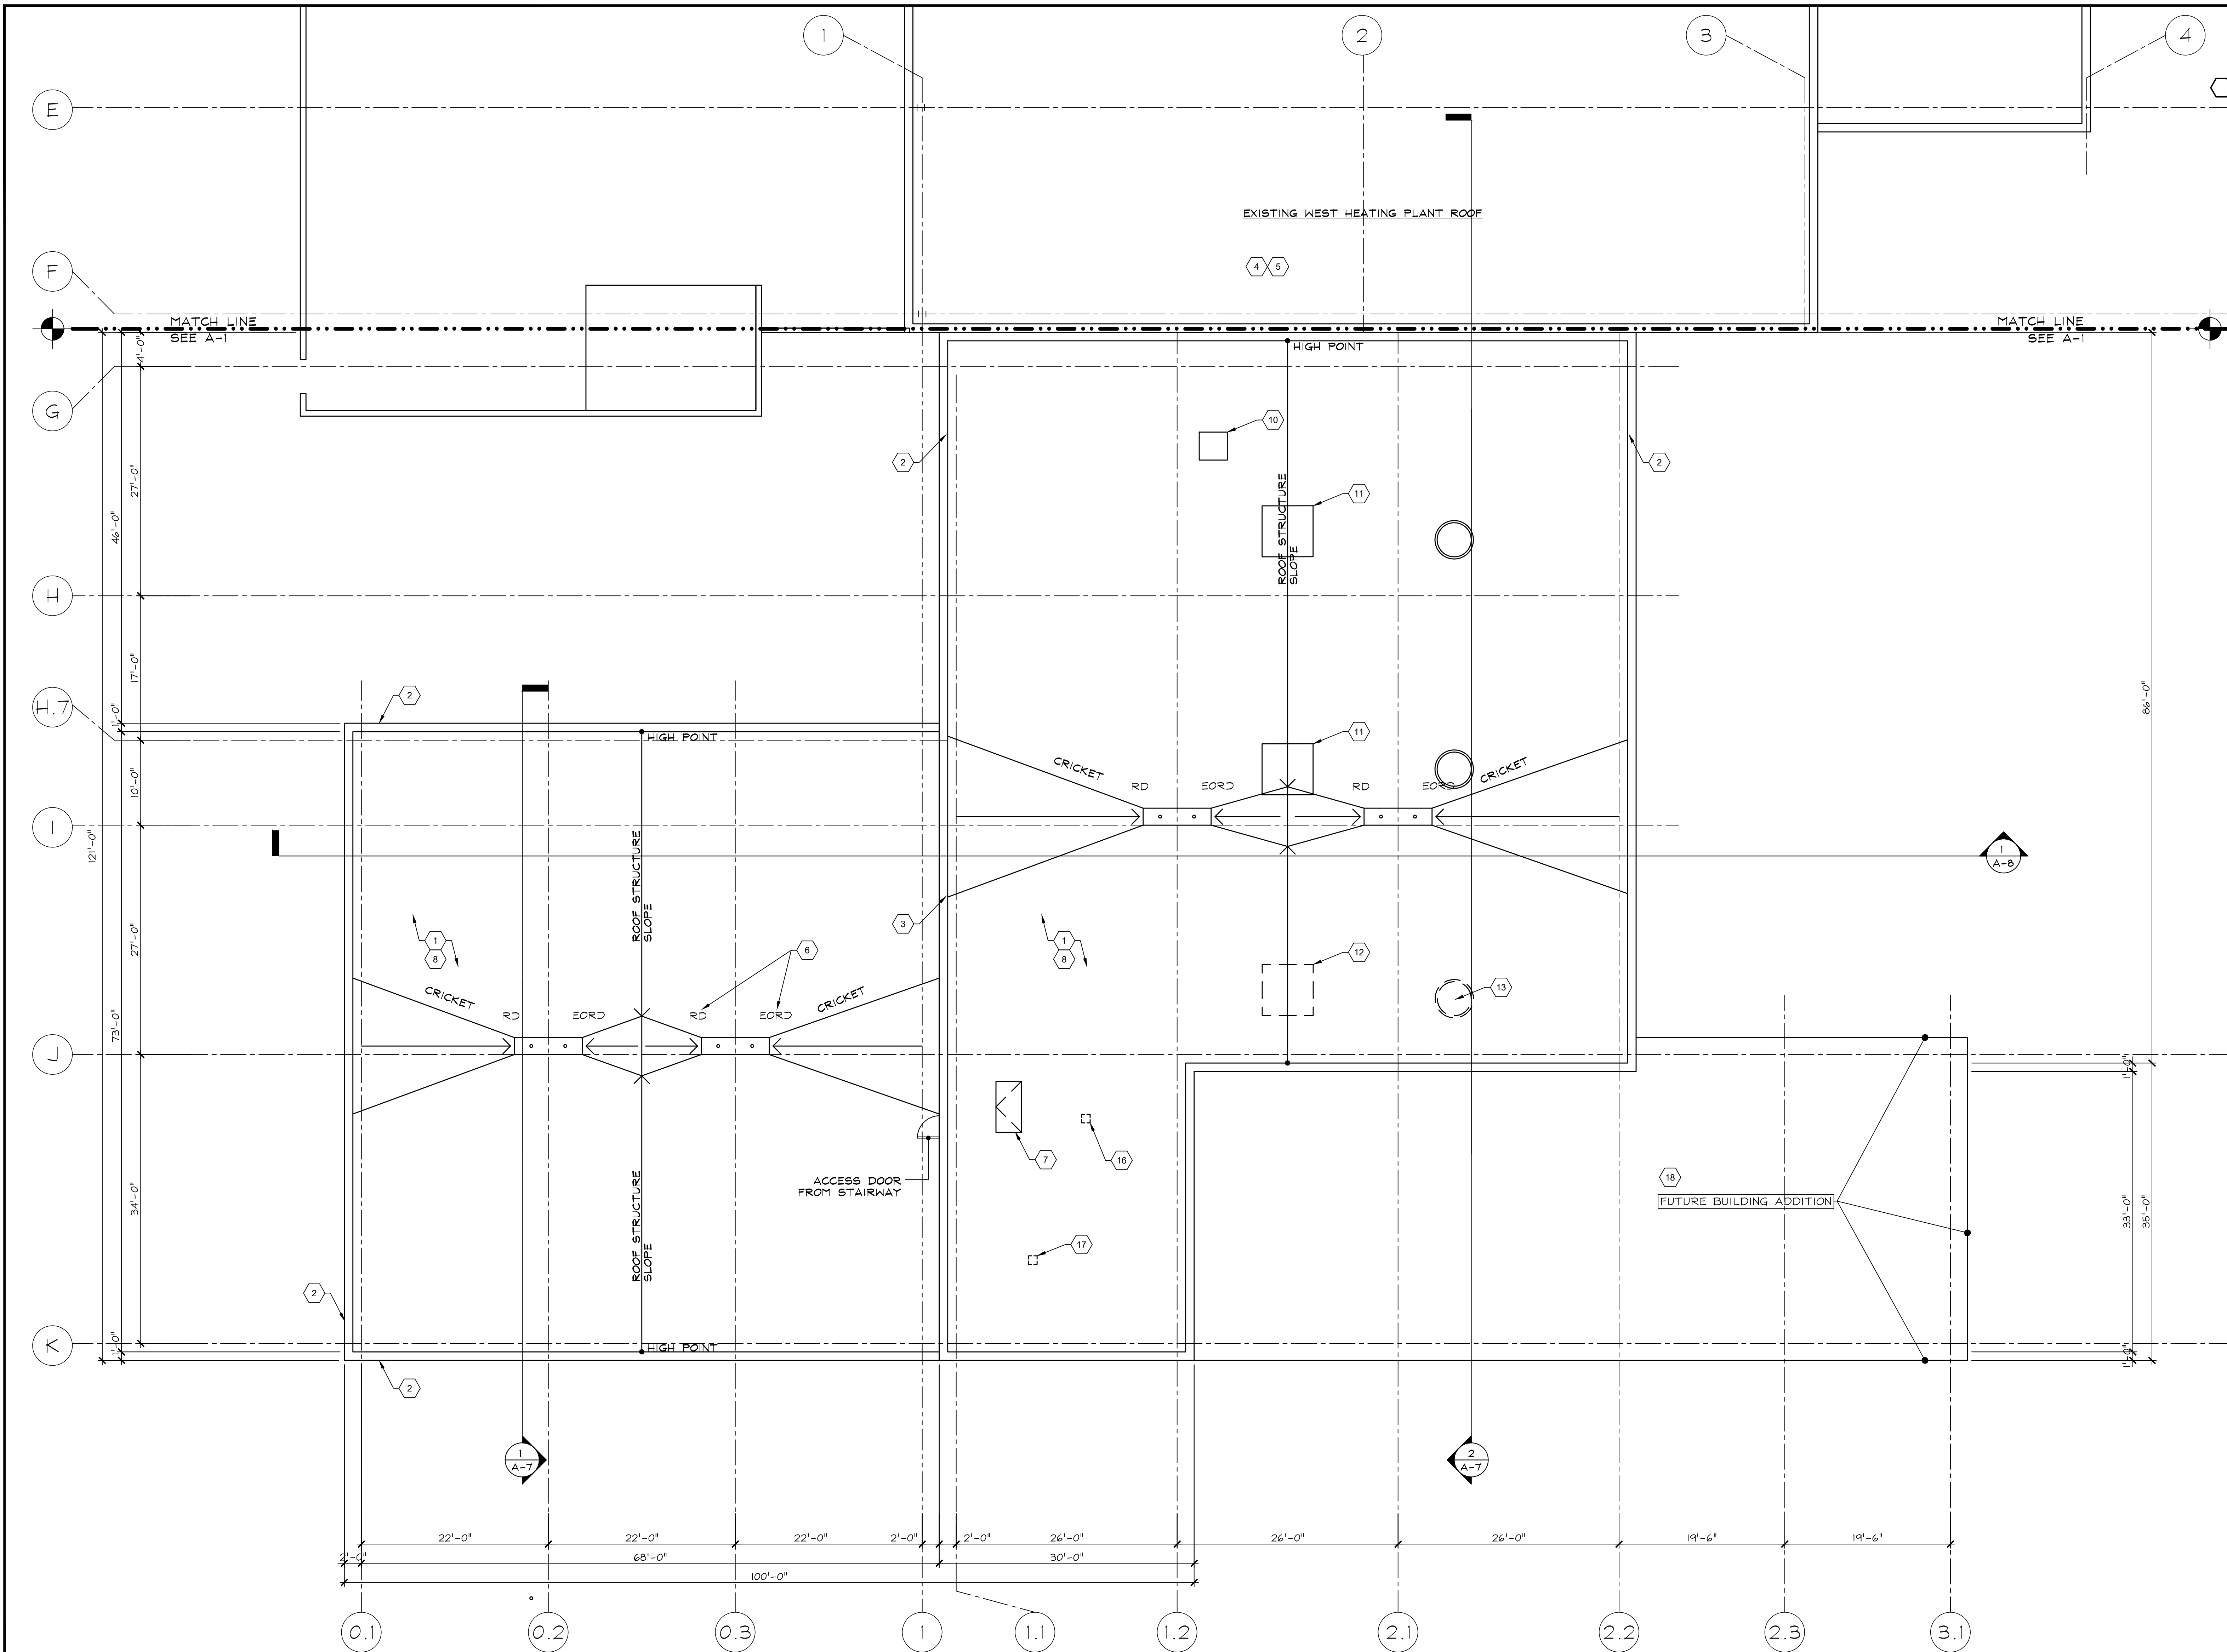 1
2
3
4
E
EXISTING WEST HEATING PLANT ROOF
F
4
5
MATCH LINE
SEE A-1
MATCH LINE
SEE A-1
4'-0"
HIGH POINT
G
10
2
2
27'-0"
11
46'-0"
ROOF STRUCTURE
SLOPE
H
17'-0"
2
H.7
1'-0"
86'-0"
HIGH POINT
11
CRICKET
CRICKET
RD
EORD
RD
EORD
10'-0"
I
121'-0"
ROOF STRUCTURE
SLOPE
1
A-8
3
27'-0"
1
8
1
8
6
12
13
CRICKET
CRICKET
RD
EORD
RD
EORD
73'-0"
J
1'-0"
7
16
ACCESS DOOR
FROM STAIRWAY
18
FUTURE BUILDING ADDITION
34'-0"
ROOF STRUCTURE
SLOPE
33'-0"
35'-0"
17
2
K
1'-0"
HIGH POINT
1'-0"
2
1
A-7
2
A-7
22'-0"
22'-0"
22'-0"
2'-0"
2'-0"
26'-0"
26'-0"
26'-0"
19'-6"
19'-6"
2'-0"
68'-0"
30'-0"
100'-0"
0.1
0.2
0.3
1
1.1
1.2
2.1
2.2
2.3
3.1